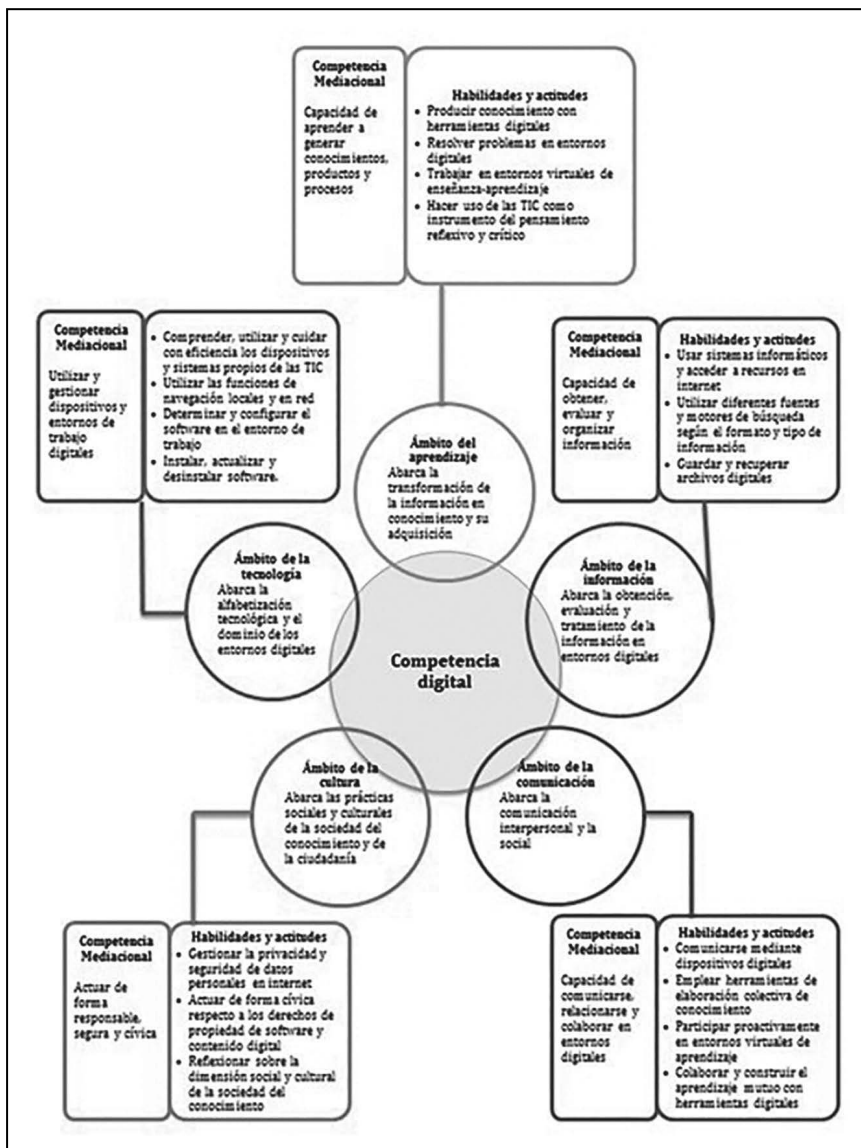 Competencia
Mediacional
Capacidad de
aprender a
generar
conocimientos,
productos y
procesos
Habilidades y actitudes
• Producir conocimiento con
herramientas digitales
• Resolver problemas en entornos
digitales
• Trabajar en entornos virtuales de
enseñanza-aprendizaje
• Hacer uso de las TIC como
instrumento del pensamiento
reflexivo y crítico
Competencia
Mediacional
Utilizar y
gestionar
dispositivos y
entornos de
trabajo
digitales
• Comprender, utilizar y cuidar
con eficiencia los dispositivos
y sistemas propios de las TIC
• Utilizar las funciones de
navegación locales y en red
• Determinar y configurar el
software en el entorno de
trabajo
• Instalar, actualizar y
desinstalar software.
Competencia
Mediacional
Capacidad de
obtener,
evaluar y
organizar
información
Habilidades y actitudes
• Usar sistemas informáticos
y acceder a recursos en
internet
• Utilizar diferentes fuentes
y motores de búsqueda
según el formato y tipo de
información
• Guardar y recuperar
archivos digitales
Ámbito del
aprendizaje
Abarca la
transformación de
la información en
conocimiento y su
adquisición
Ámbito de la
tecnología
Abarca la
alfabetización
tecnológica y el
dominio de los
entornos digitales
Ámbito de la
información
Abarca la obtención,
evaluación y
tratamiento de la
información en
entornos digitales
Competencia
digital
Ámbito de la
cultura
Abarca las prácticas
sociales y culturales
de la sociedad del
conocimiento y de
la ciudadanía
Ámbito de la
comunicación
Abarca la
comunicación
interpersonal y la
social
Competencia
Mediacional
Actuar de
forma
responsable,
segura y cívica
Habilidades y actitudes
• Gestionar la privacidad y
seguridad de datos
personales en internet
• Actuar de forma cívica
respecto a los derechos de
propiedad de software y
contenido digital
• Reflexionar sobre la
dimensión social y cultural
de la sociedad del
conocimiento
Competencia
Mediacional
Capacidad de
comunicarse,
relacionarse y
colaborar en
entornos
digitales
Habilidades y actitudes
• Comunicarse mediante
dispositivos digitales
• Emplear herramientas de
elaboración colectiva de
conocimiento
• Participar proactivamente
en entornos virtuales de
aprendizaje
• Colaborar y construir el
aprendizaje mutuo con
herramientas digitales